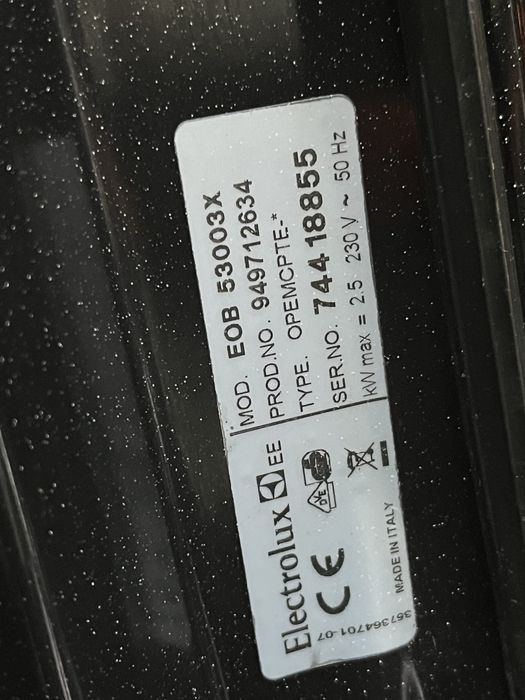 Electrolux EE
MOD. EOB 53003X
PROD.NO. 949712634
TYPE. OPEMCPTE-*
SER.NO. 74418855
kW max = 2.5 230 V ~ 50 Hz
CE
MADE IN ITALY
367364701-07